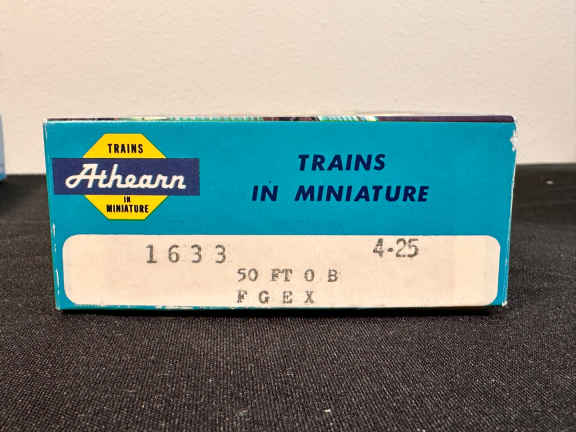 TRAINS
Athearn
IN
MINIATURE
TRAINS
IN MINIATURE
1633
4-25
50 FT O B
F G E X